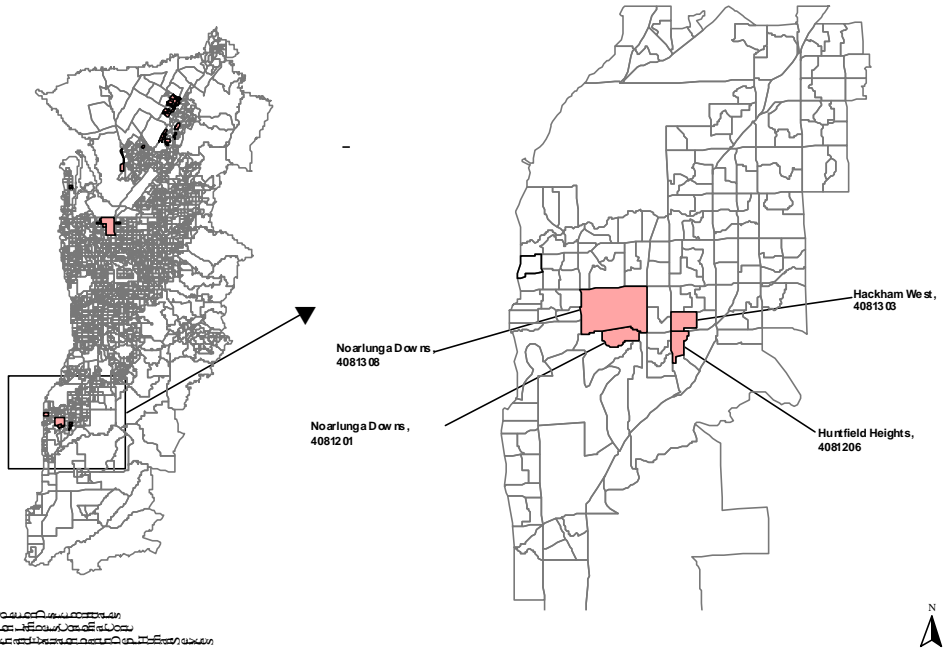 Hackham West,
4081303
Noarlunga Downs,
4081308
Noarlunga Downs,
4081201
Huntfield Heights,
4081206
N